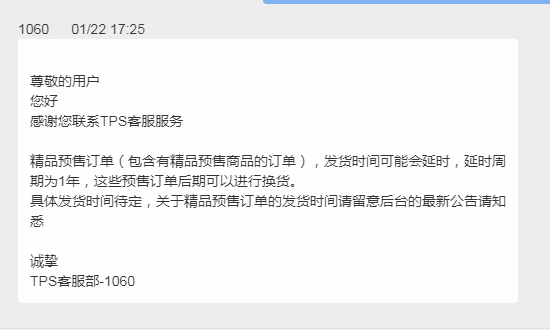 1060 01/22 17:25
尊敬的用户
您好
感谢您联系TPS客服服务
精品预售订单（包含有精品预售商品的订单），发货时间可能会延时，延时周
期为1年，这些预售订单后期可以进行换货。
具体发货时间待定，关于精品预售订单的发货时间请留意后台的最新公告请知
悉
诚挚
TPS客服部-1060